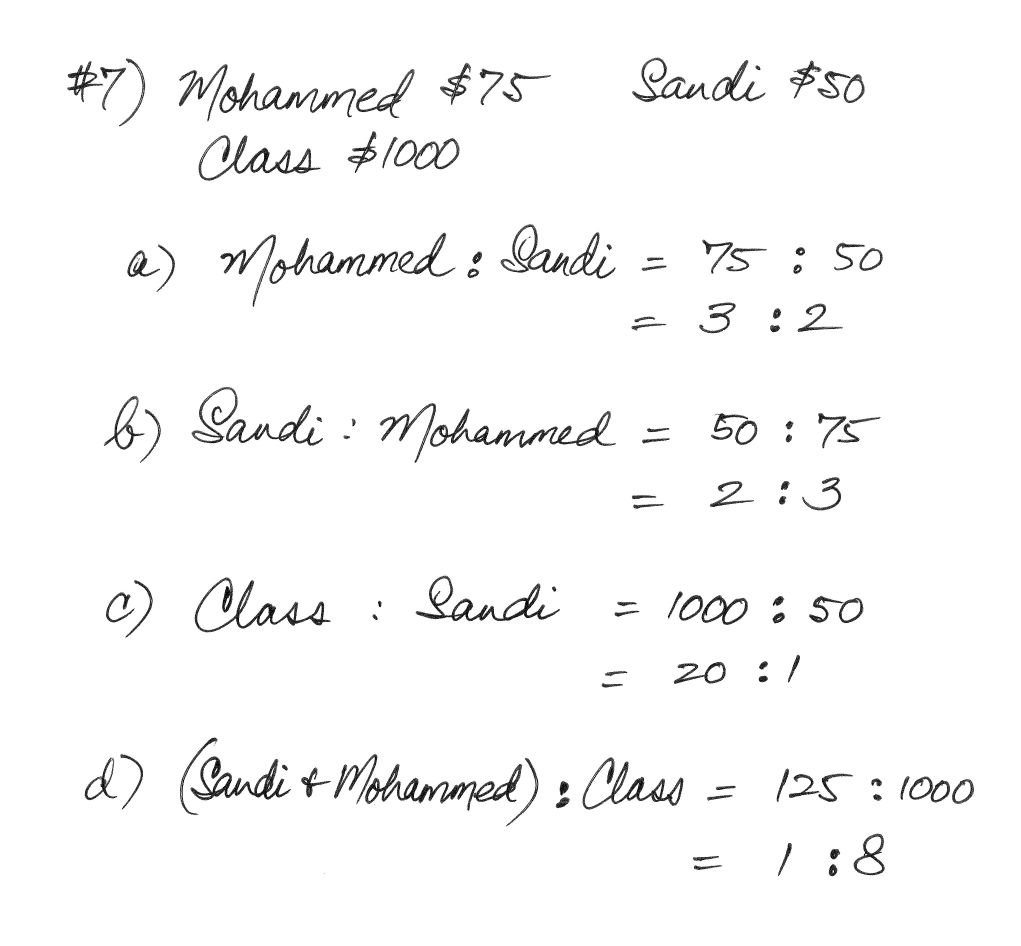 #7) Mohammed $75 Sandi $50
Class $1000
a) Mohammed : Sandi = 75 : 50
= 3 : 2
b) Sandi : Mohammed = 50 : 75
= 2 : 3
c) Class : Sandi = 1000 : 50
= 20 : 1
d) (Sandi + Mohammed) : Class = 125 : 1000
= 1 : 8